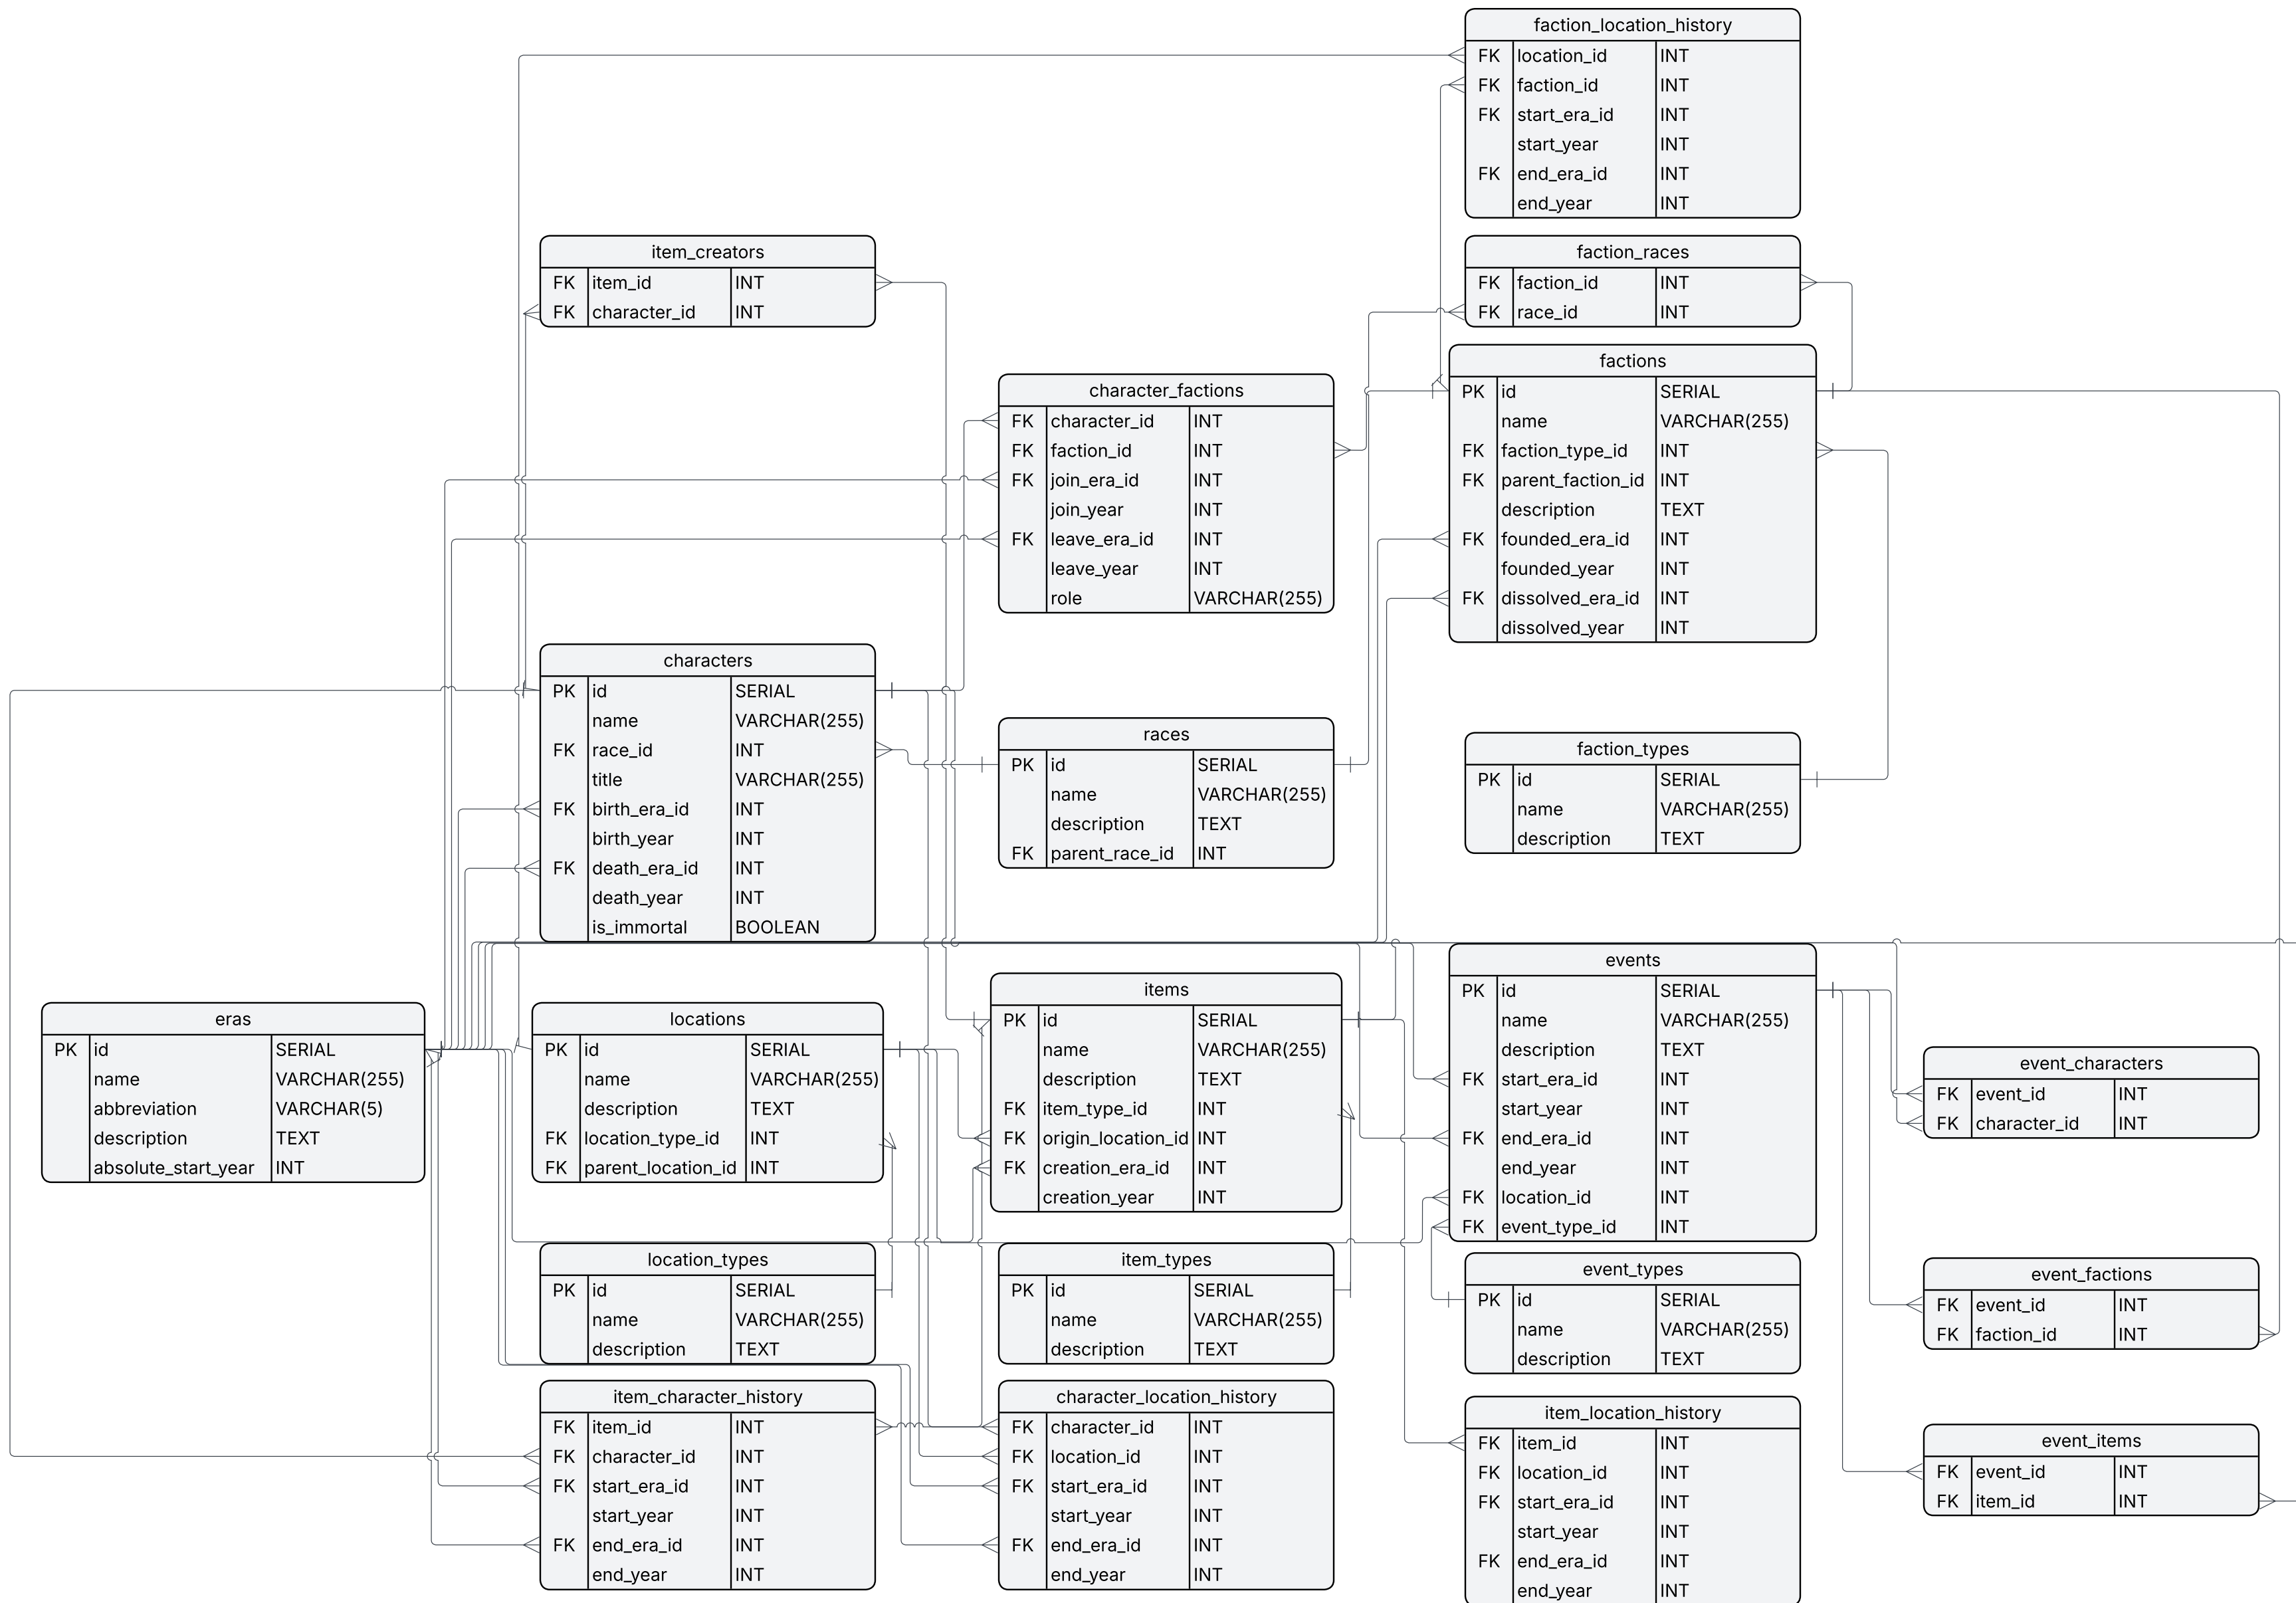 faction_location_history
FK location_id INT
FK faction_id INT
FK start_era_id INT
start_year INT
FK end_era_id INT
end_year INT
item_creators
FK item_id INT
FK character_id INT
faction_races
FK faction_id INT
FK race_id INT
character_factions
FK character_id INT
FK faction_id INT
FK join_era_id INT
join_year INT
FK leave_era_id INT
leave_year INT
role VARCHAR(255)
factions
PK id SERIAL
name VARCHAR(255)
FK faction_type_id INT
FK parent_faction_id INT
description TEXT
FK founded_era_id INT
founded_year INT
FK dissolved_era_id INT
dissolved_year INT
characters
PK id SERIAL
name VARCHAR(255)
FK race_id INT
title VARCHAR(255)
FK birth_era_id INT
birth_year INT
FK death_era_id INT
death_year INT
is_immortal BOOLEAN
races
PK id SERIAL
name VARCHAR(255)
description TEXT
FK parent_race_id INT
faction_types
PK id SERIAL
name VARCHAR(255)
description TEXT
eras
PK id SERIAL
name VARCHAR(255)
abbreviation VARCHAR(5)
description TEXT
absolute_start_year INT
locations
PK id SERIAL
name VARCHAR(255)
description TEXT
FK location_type_id INT
FK parent_location_id INT
items
PK id SERIAL
name VARCHAR(255)
description TEXT
FK item_type_id INT
FK origin_location_id INT
FK creation_era_id INT
creation_year INT
events
PK id SERIAL
name VARCHAR(255)
description TEXT
FK start_era_id INT
start_year INT
FK end_era_id INT
end_year INT
FK location_id INT
FK event_type_id INT
event_characters
FK event_id INT
FK character_id INT
location_types
PK id SERIAL
name VARCHAR(255)
description TEXT
item_types
PK id SERIAL
name VARCHAR(255)
description TEXT
event_types
PK id SERIAL
name VARCHAR(255)
description TEXT
event_factions
FK event_id INT
FK faction_id INT
item_character_history
FK item_id INT
FK character_id INT
FK start_era_id INT
start_year INT
FK end_era_id INT
end_year INT
character_location_history
FK character_id INT
FK location_id INT
FK start_era_id INT
start_year INT
FK end_era_id INT
end_year INT
item_location_history
FK item_id INT
FK location_id INT
FK start_era_id INT
start_year INT
FK end_era_id INT
end_year INT
event_items
FK event_id INT
FK item_id INT